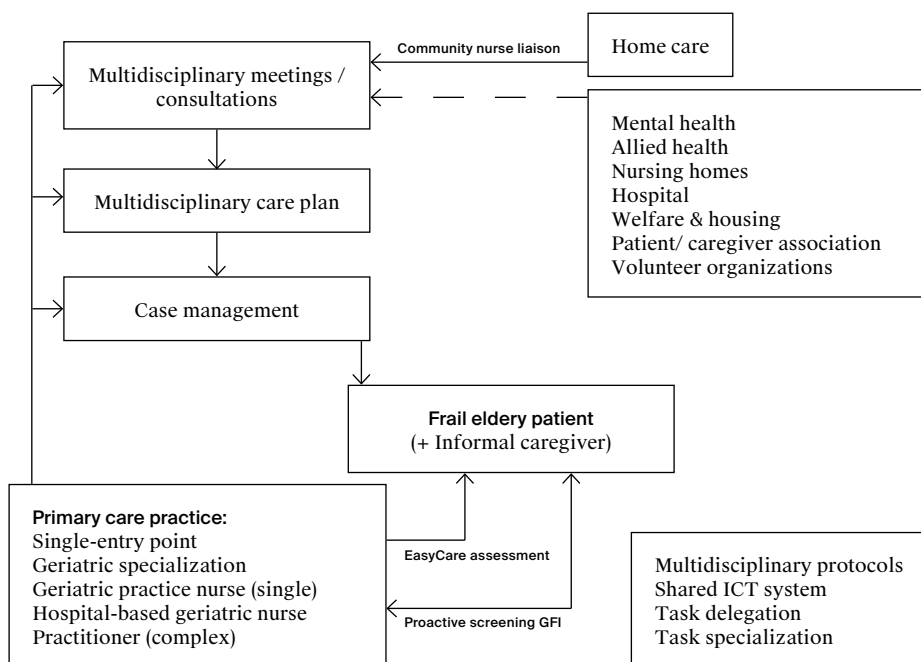 Community nurse liaison
Home care
Multidisciplinary meetings /
consultations
Mental health
Allied health
Nursing homes
Hospital
Welfare & housing
Patient/ caregiver association
Volunteer organizations
Multidisciplinary care plan
Case management
Frail eldery patient
(+ Informal caregiver)
Primary care practice:
Single-entry point
Geriatric specialization
Geriatric practice nurse (single)
Hospital-based geriatric nurse
Practitioner (complex)
EasyCare assessment
Proactive screening GFI
Multidisciplinary protocols
Shared ICT system
Task delegation
Task specialization